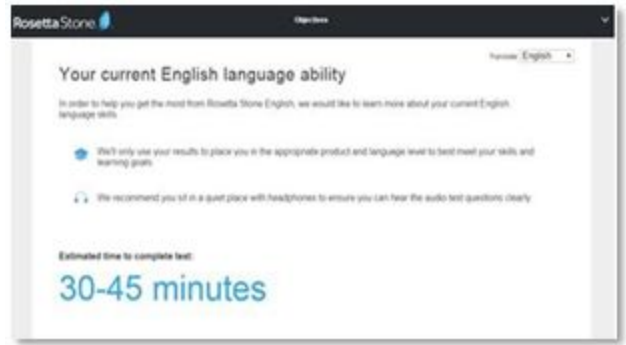 Rosetta Stone
Objectives
Translate: English
Your current English language ability
In order to help you get the most from Rosetta Stone English, we would like to learn more about your current English
language skills.
We'll only use your results to place you in the appropriate product and language level to best meet your skills and
learning goals.
We recommend you sit in a quiet place with headphones to ensure you can hear the audio test questions clearly.
Estimated time to complete test:
30-45 minutes